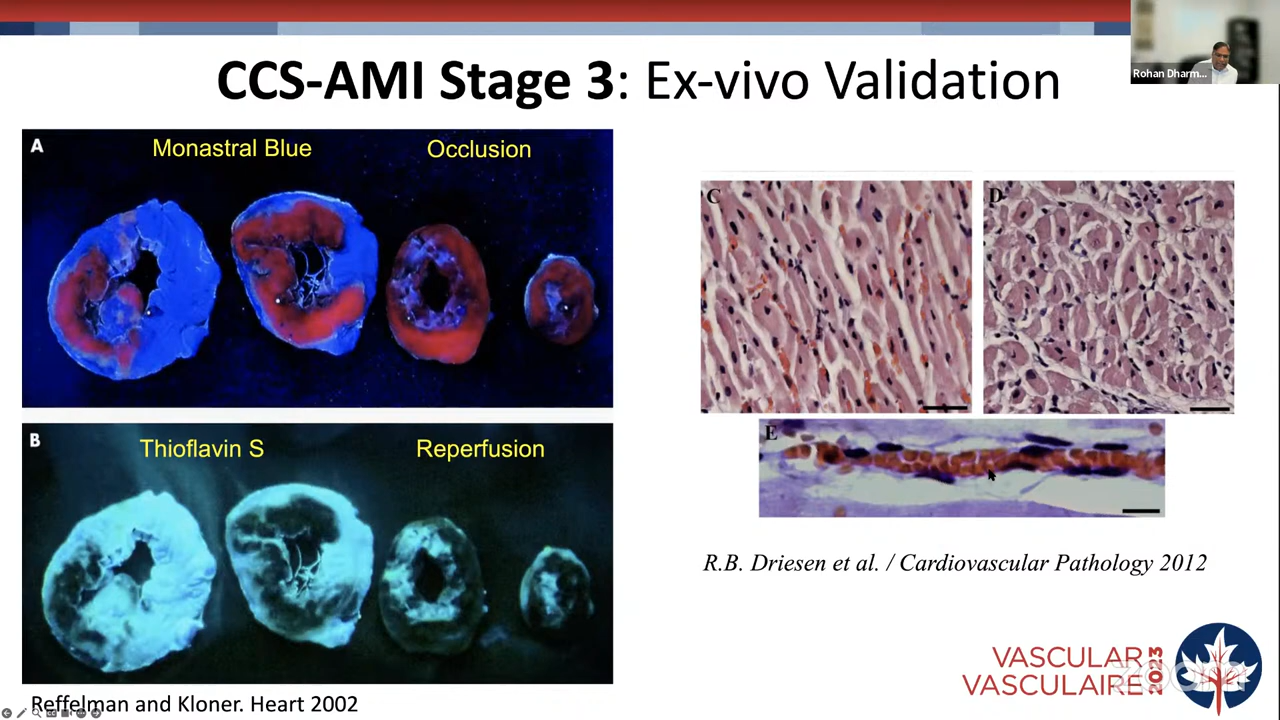 CCS-AMI Stage 3: Ex-vivo Validation
Rohan Dharm...
A
Monastral Blue
Occlusion
B
Thioflavin S
Reperfusion
Reffelman and Kloner. Heart 2002
C
D
E
R.B. Driesen et al. / Cardiovascular Pathology 2012
VASCULAR
VASCULAIRE
2023
zoom